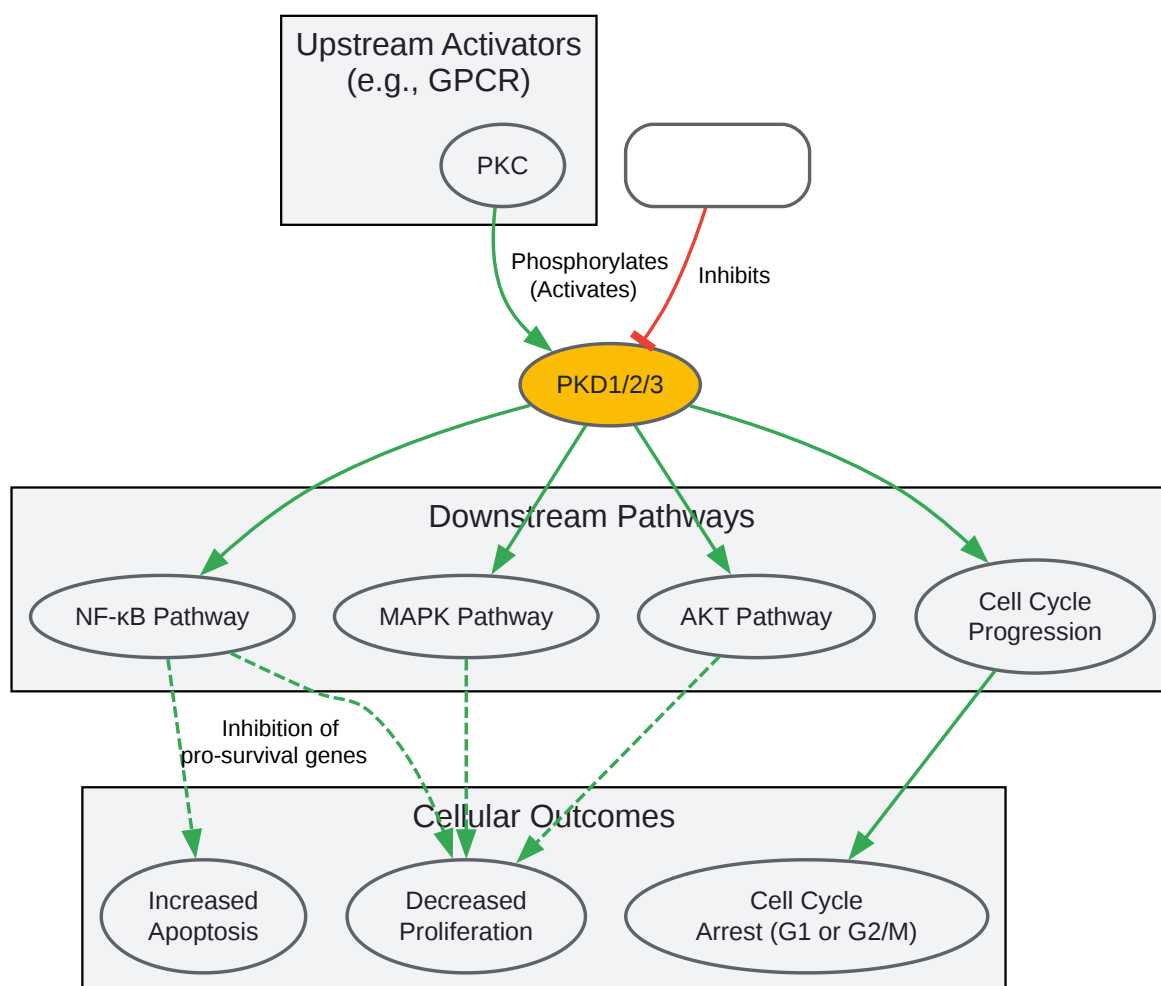 Upstream Activators
(e.g., GPCR)
PKC
Phosphorylates
(Activates)
Inhibits
PKD1/2/3
Downstream Pathways
NF-κB Pathway
MAPK Pathway
AKT Pathway
Cell Cycle
Progression
Inhibition of
pro-survival genes
Cellular Outcomes
Increased
Apoptosis
Decreased
Proliferation
Cell Cycle
Arrest (G1 or G2/M)